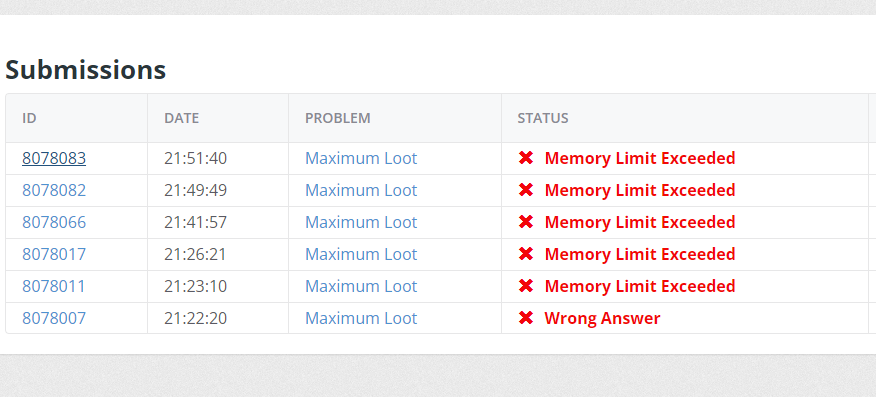 Submissions
ID DATE PROBLEM STATUS
8078083 21:51:40 Maximum Loot Memory Limit Exceeded
8078082 21:49:49 Maximum Loot Memory Limit Exceeded
8078066 21:41:57 Maximum Loot Memory Limit Exceeded
8078017 21:26:21 Maximum Loot Memory Limit Exceeded
8078011 21:23:10 Maximum Loot Memory Limit Exceeded
8078007 21:22:20 Maximum Loot Wrong Answer